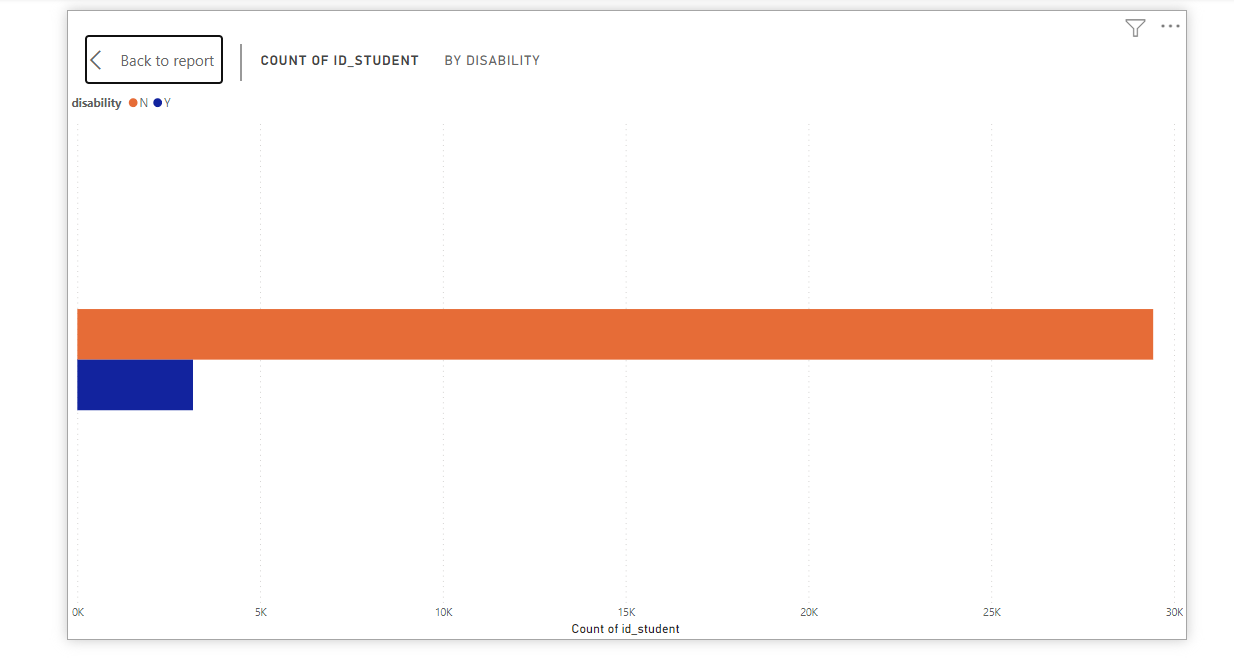 Back to report
COUNT OF ID_STUDENT BY DISABILITY
disability N Y
0K 5K 10K 15K 20K 25K 30K
Count of id_student